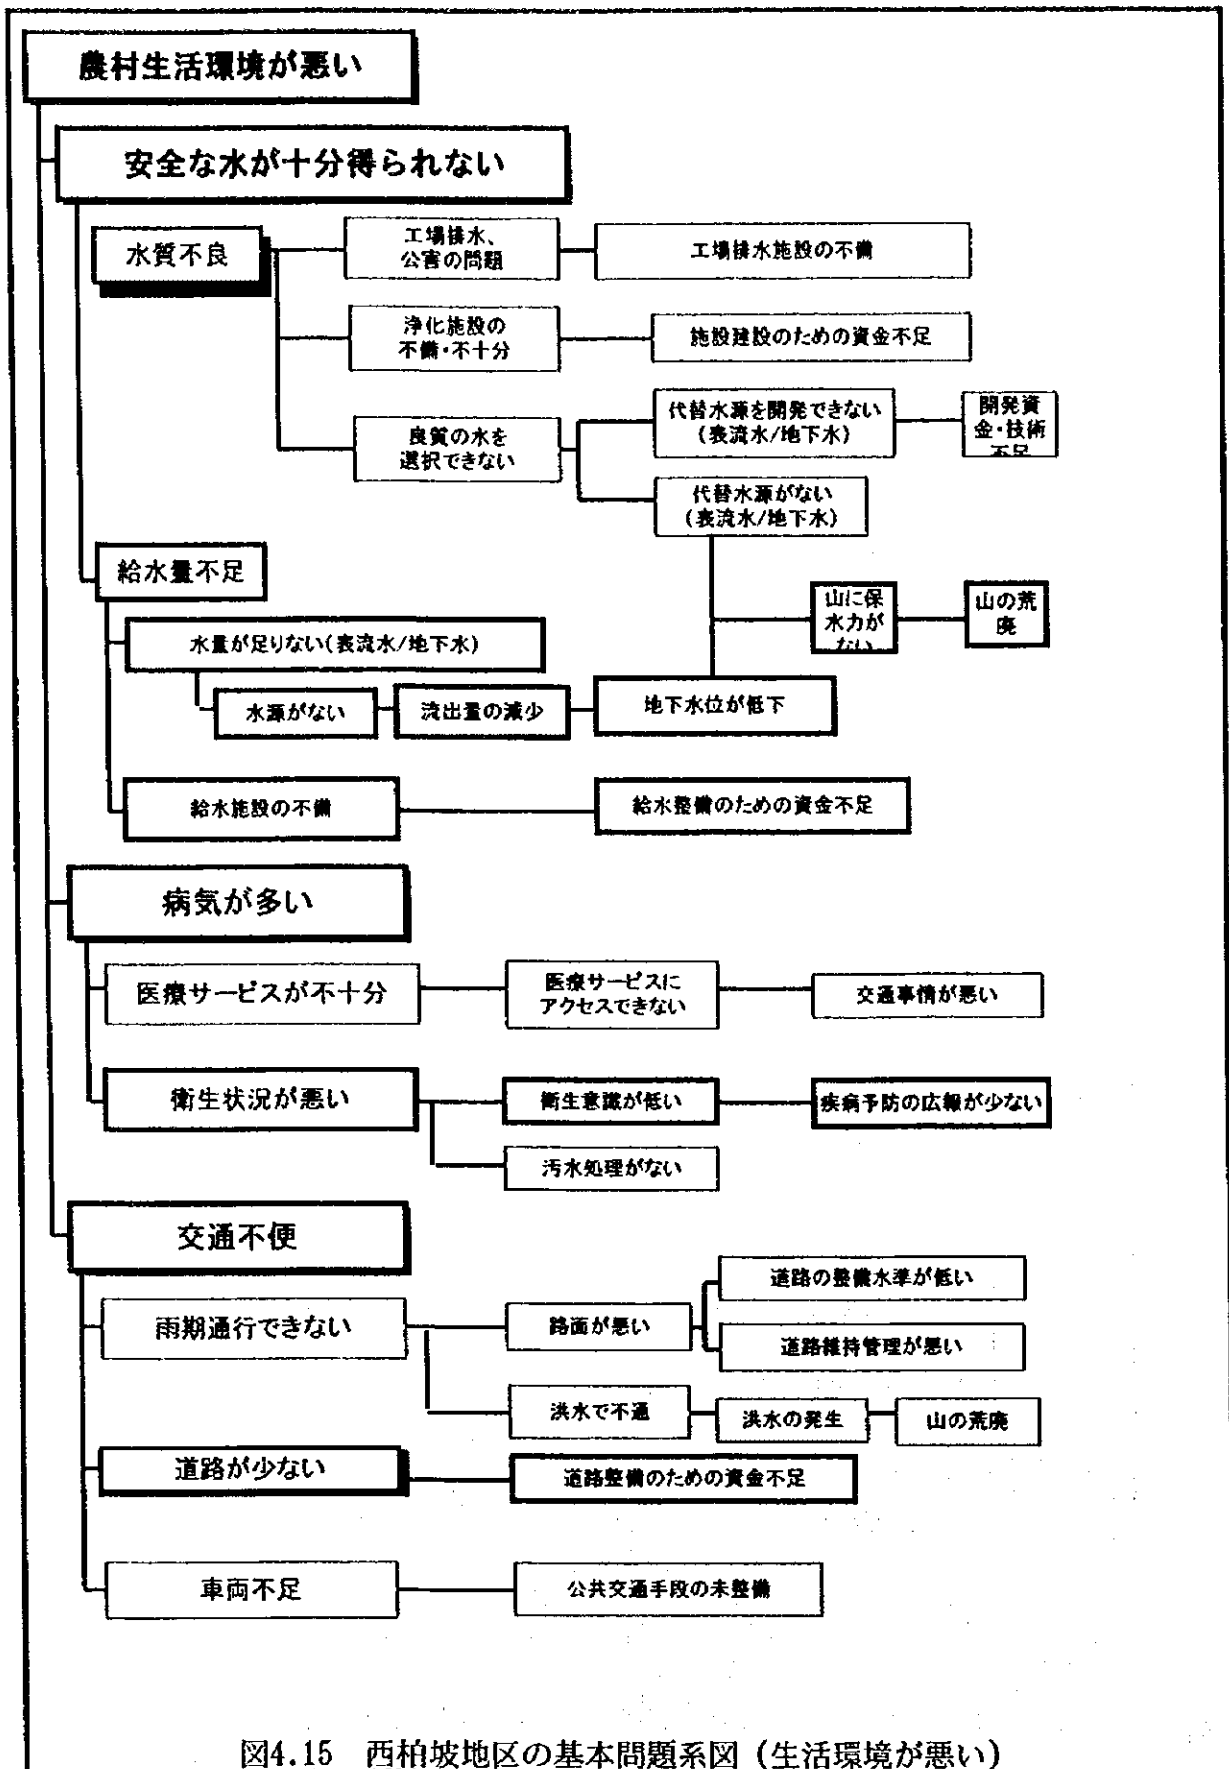 農村生活環境が悪い
安全な水が十分得られない
水質不良
工場排水、
公害の問題
工場排水施設の不備
浄化施設の
不備・不十分
施設建設のための資金不足
良質の水を
選択できない
代替水源を開発できない
(表流水/地下水)
開発資
金・技術
不足
代替水源がない
(表流水/地下水)
給水量不足
水量が足りない(表流水/地下水)
山に保
水力が
ない
山の荒
廃
水源がない
流出量の減少
地下水位が低下
給水施設の不備
給水整備のための資金不足
病気が多い
医療サービスが不十分
医療サービスに
アクセスできない
交通事情が悪い
衛生状況が悪い
衛生意識が低い
疾病予防の広報が少ない
汚水処理がない
交通不便
雨期通行できない
路面が悪い
道路の整備水準が低い
道路維持管理が悪い
洪水で不通
洪水の発生
山の荒廃
道路が少ない
道路整備のための資金不足
車両不足
公共交通手段の未整備
図4.15 西柏坡地区の基本問題系図(生活環境が悪い)